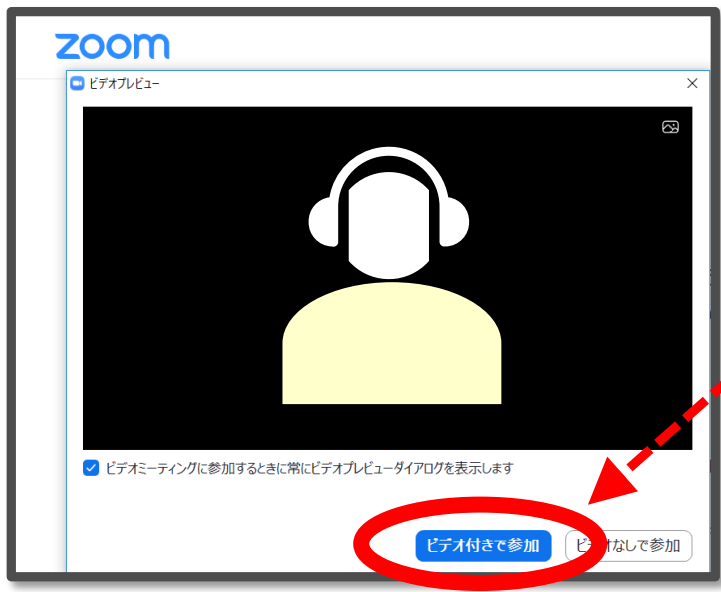 zoom
ビデオプレビュー
ビデオミーティングに参加するときに常にビデオプレビューダイアログを表示します
ビデオ付きで参加
ビデオなしで参加